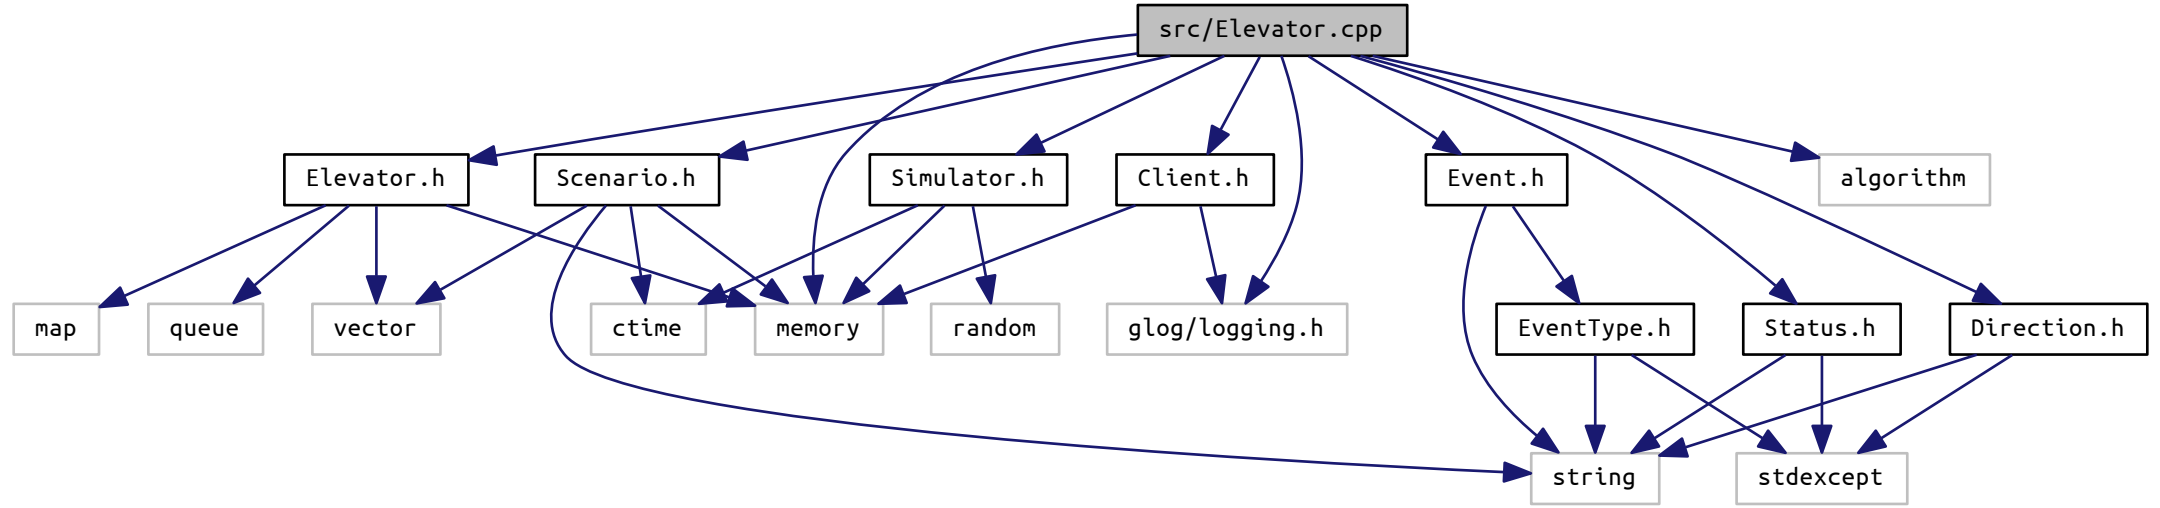 src/Elevator.cpp
Elevator.h
Scenario.h
Simulator.h
Client.h
Event.h
algorithm
map
queue
vector
ctime
memory
random
glog/logging.h
EventType.h
Status.h
Direction.h
string
stdexcept